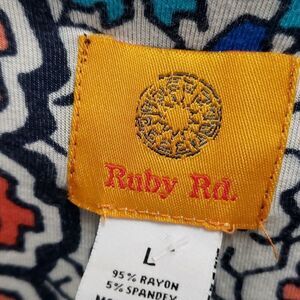 Ruby Rd.
L
95% RAYON
5% SPANDEX